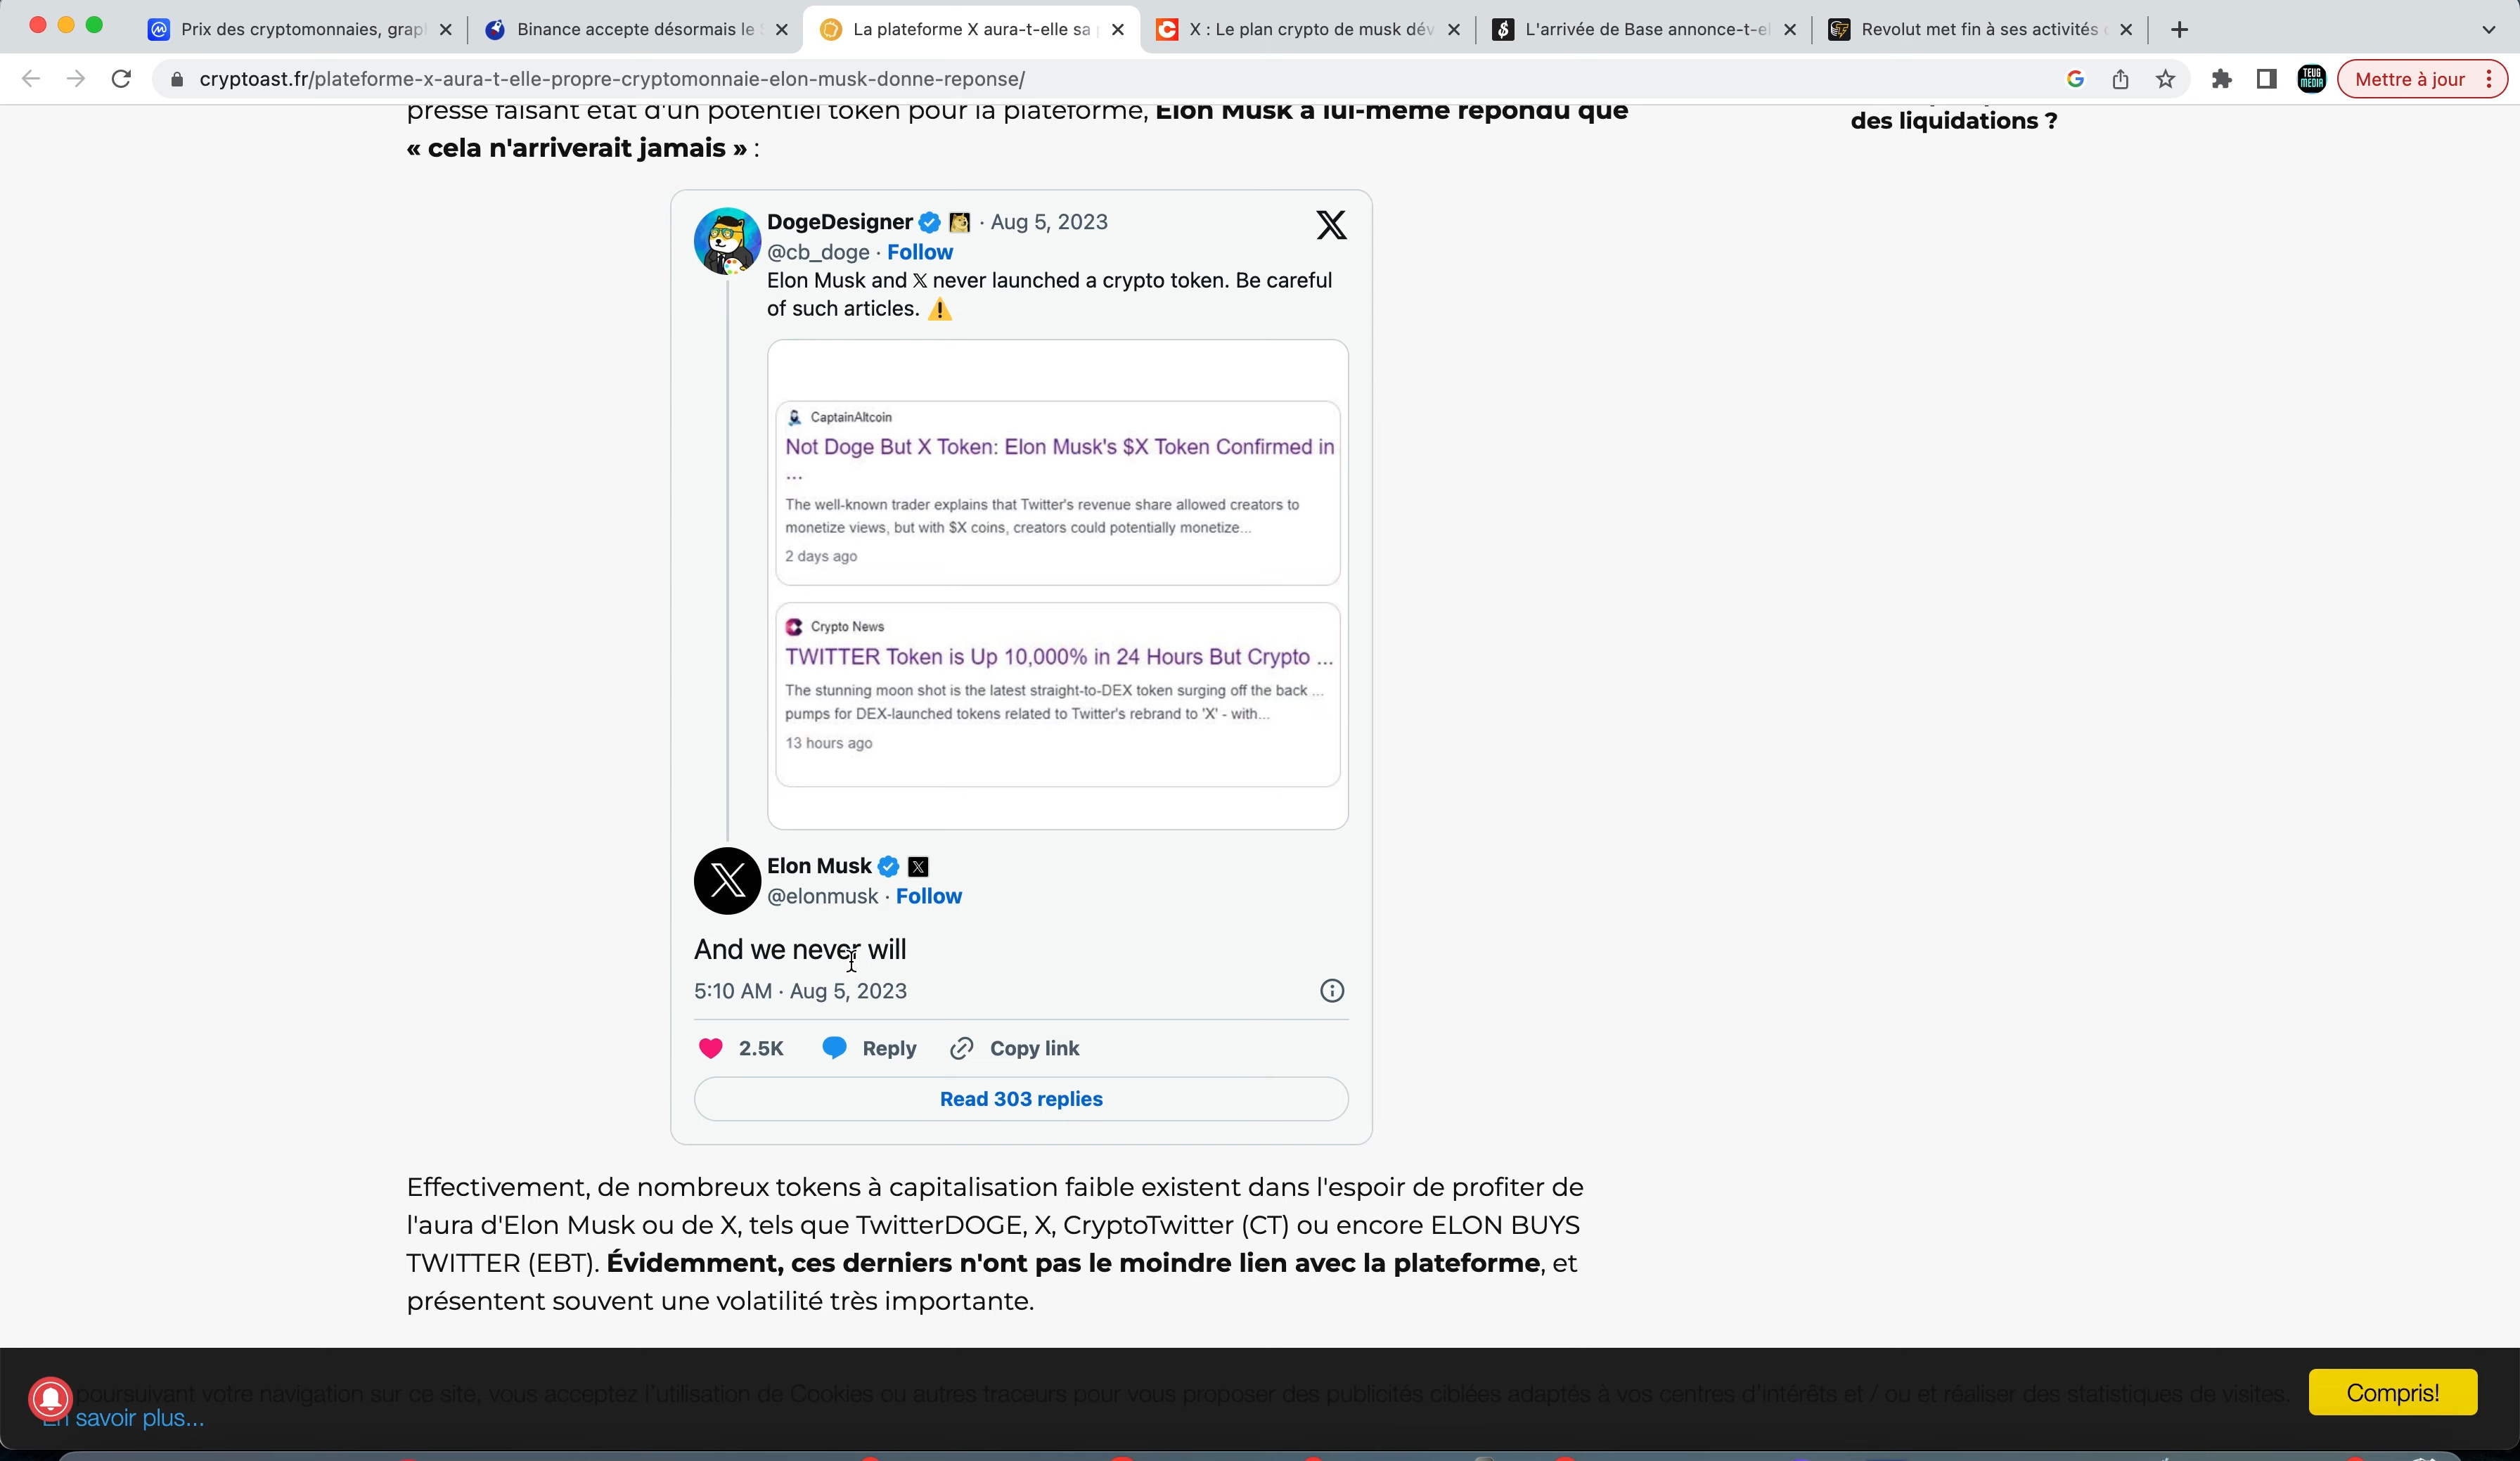 Prix des cryptomonnaies, grap
Binance accepte désormais le
La plateforme X aura-t-elle sa
X : Le plan crypto de musk dév
L'arrivée de Base annonce-t-el
Revolut met fin à ses activités
cryptoast.fr/plateforme-x-aura-t-elle-propre-cryptomonnaie-elon-musk-donne-reponse/
TEUG
MEDIA
Mettre à jour
presse faisant état d'un potentiel token pour la plateforme, Elon Musk a lui-même répondu que
« cela n'arriverait jamais » :
des liquidations ?
DogeDesigner · Aug 5, 2023
@cb_doge · Follow
Elon Musk and 𝕏 never launched a crypto token. Be careful
of such articles. ⚠️
CaptainAltcoin
Not Doge But X Token: Elon Musk's $X Token Confirmed in
...
The well-known trader explains that Twitter's revenue share allowed creators to
monetize views, but with $X coins, creators could potentially monetize...
2 days ago
Crypto News
TWITTER Token is Up 10,000% in 24 Hours But Crypto ...
The stunning moon shot is the latest straight-to-DEX token surging off the back ...
pumps for DEX-launched tokens related to Twitter's rebrand to 'X' - with...
13 hours ago
Elon Musk
@elonmusk · Follow
And we never will
5:10 AM · Aug 5, 2023
2.5K Reply Copy link
Read 303 replies
Effectivement, de nombreux tokens à capitalisation faible existent dans l'espoir de profiter de
l'aura d'Elon Musk ou de X, tels que TwitterDOGE, X, CryptoTwitter (CT) ou encore ELON BUYS
TWITTER (EBT). Évidemment, ces derniers n'ont pas le moindre lien avec la plateforme, et
présentent souvent une volatilité très importante.
poursuivant votre navigation sur ce site, vous acceptez l'utilisation de Cookies ou autres traceurs pour vous proposer des publicités ciblées adaptés à vos centres d'intérêts et / ou et réaliser des statistiques de visites.
En savoir plus...
Compris!